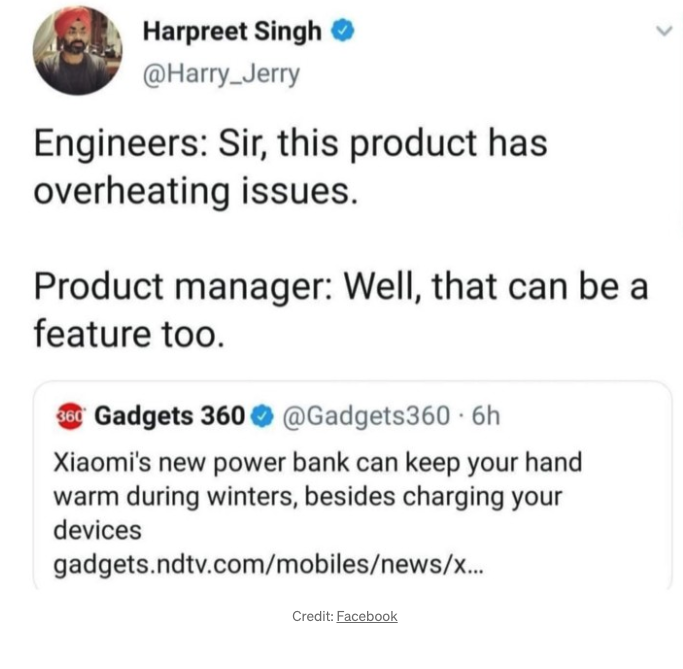 Harpreet Singh
@Harry_Jerry
Engineers: Sir, this product has
overheating issues.
Product manager: Well, that can be a
feature too.
360 Gadgets 360 @Gadgets360 · 6h
Xiaomi's new power bank can keep your hand
warm during winters, besides charging your
devices
gadgets.ndtv.com/mobiles/news/x...
Credit: Facebook